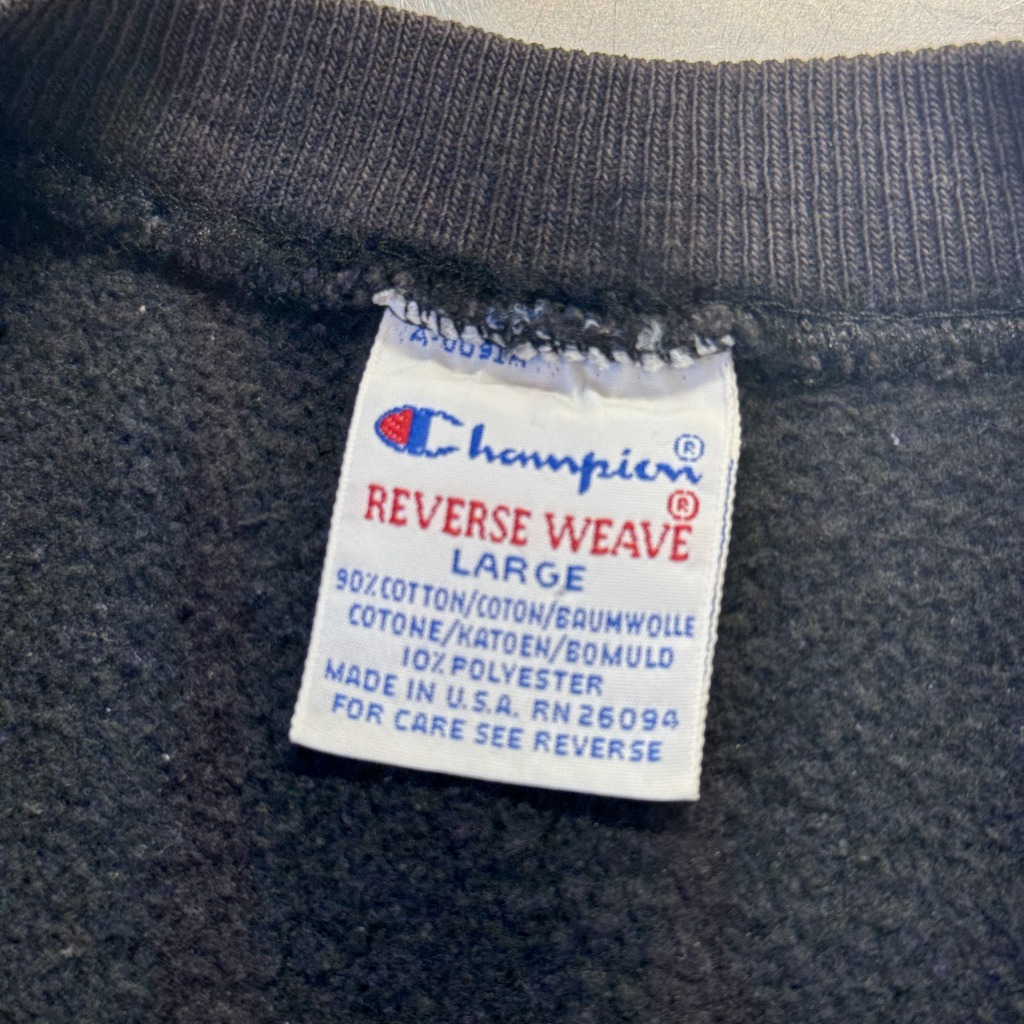 Champion®
REVERSE WEAVE®
LARGE
90% COTTON/COTON/BAUMWOLLE
COTONE/KATOEN/BOMULD
10% POLYESTER
MADE IN U.S.A. RN 26094
FOR CARE SEE REVERSE